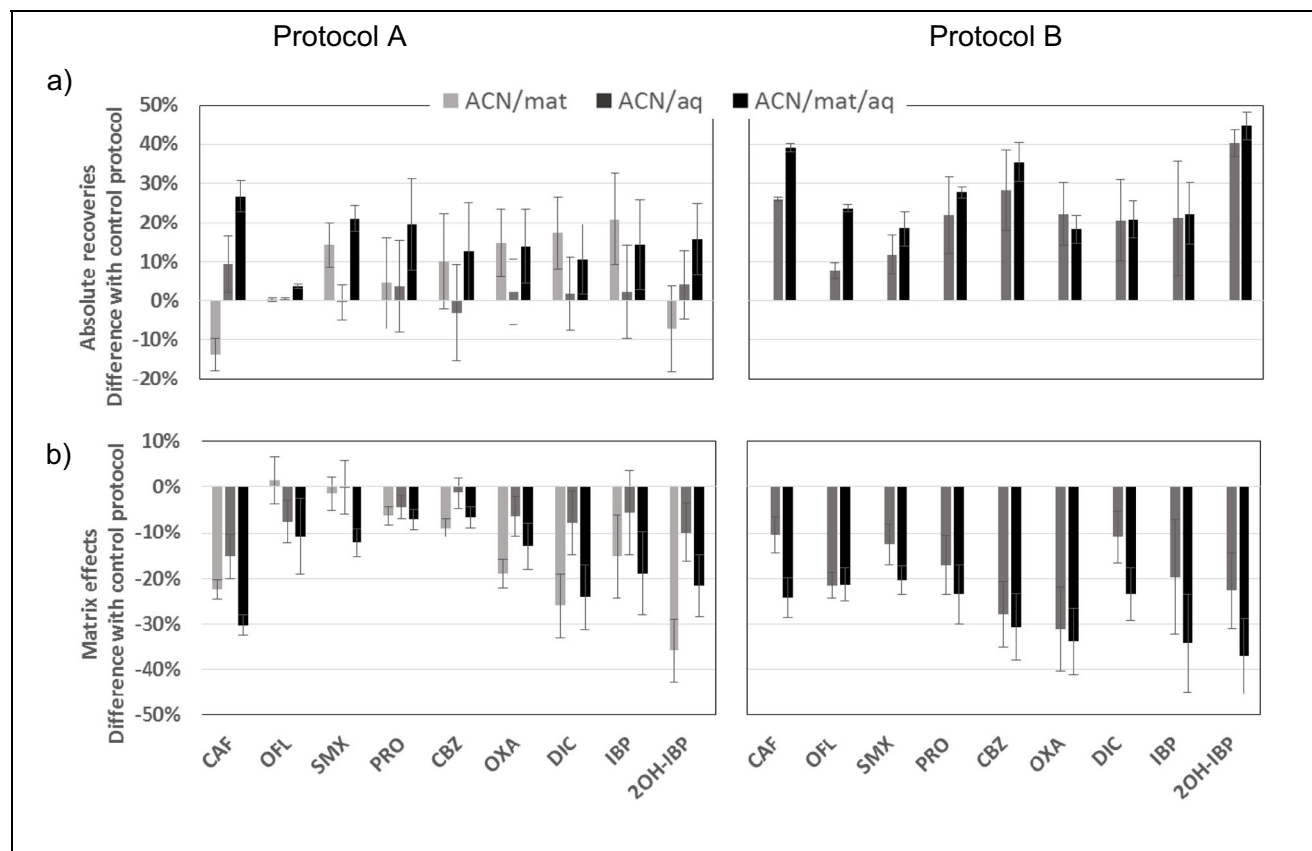 Protocol A
Protocol B
a)
ACN/mat ACN/aq ACN/mat/aq
Absolute recoveries
Difference with control protocol
50%
40%
30%
20%
10%
0%
-10%
-20%
b)
Matrix effects
Difference with control protocol
10%
0%
-10%
-20%
-30%
-40%
-50%
CAF OFL SMX PRO CBZ OXA DIC IBP 2OH-IBP
CAF OFL SMX PRO CBZ OXA DIC IBP 2OH-IBP